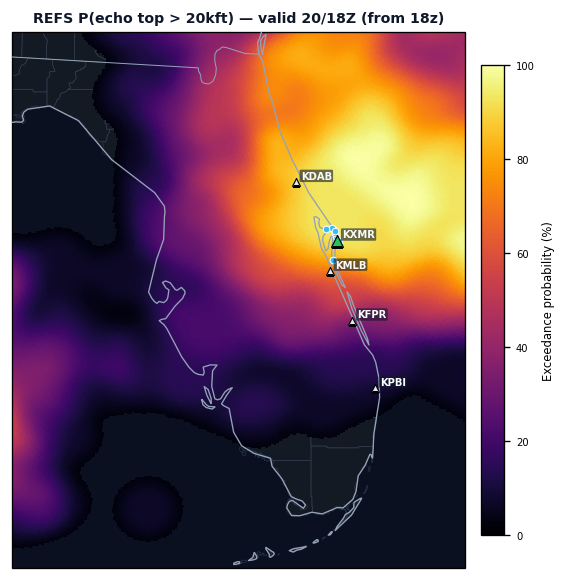 REFS P(echo top > 20kft) — valid 20/18Z (from 18z)
KDAB
KXMR
KMLB
KFPR
KPBI
100
80
60
40
20
0
Exceedance probability (%)